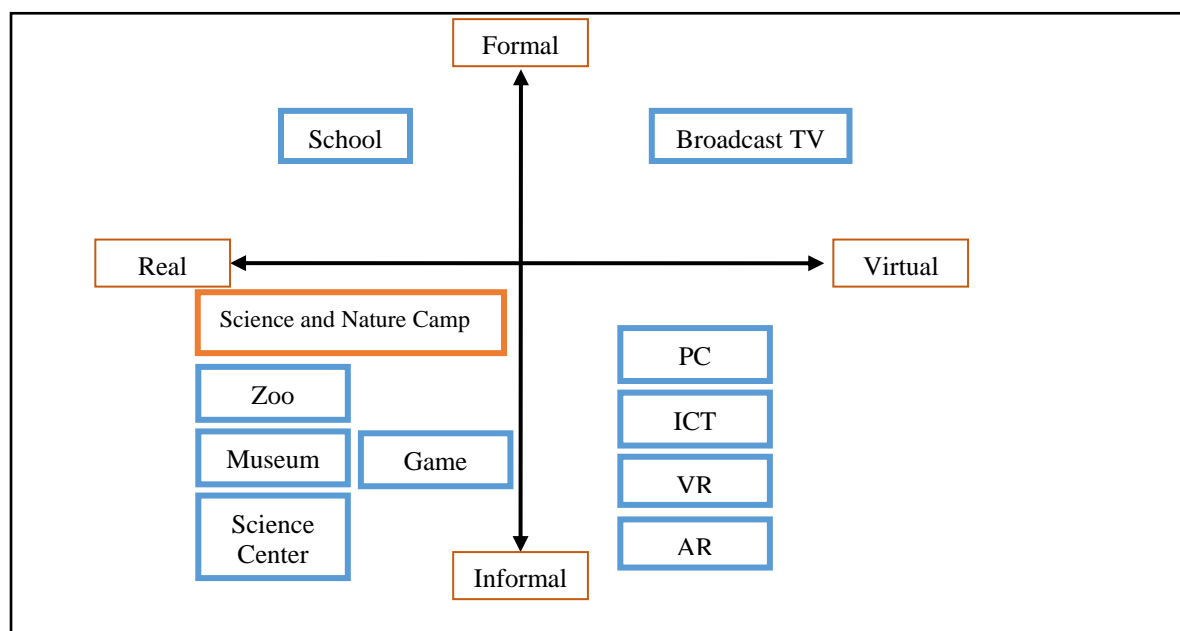 Formal
School
Broadcast TV
Real
Virtual
Science and Nature Camp
PC
Zoo
ICT
Museum
Game
VR
Science
Center
AR
Informal